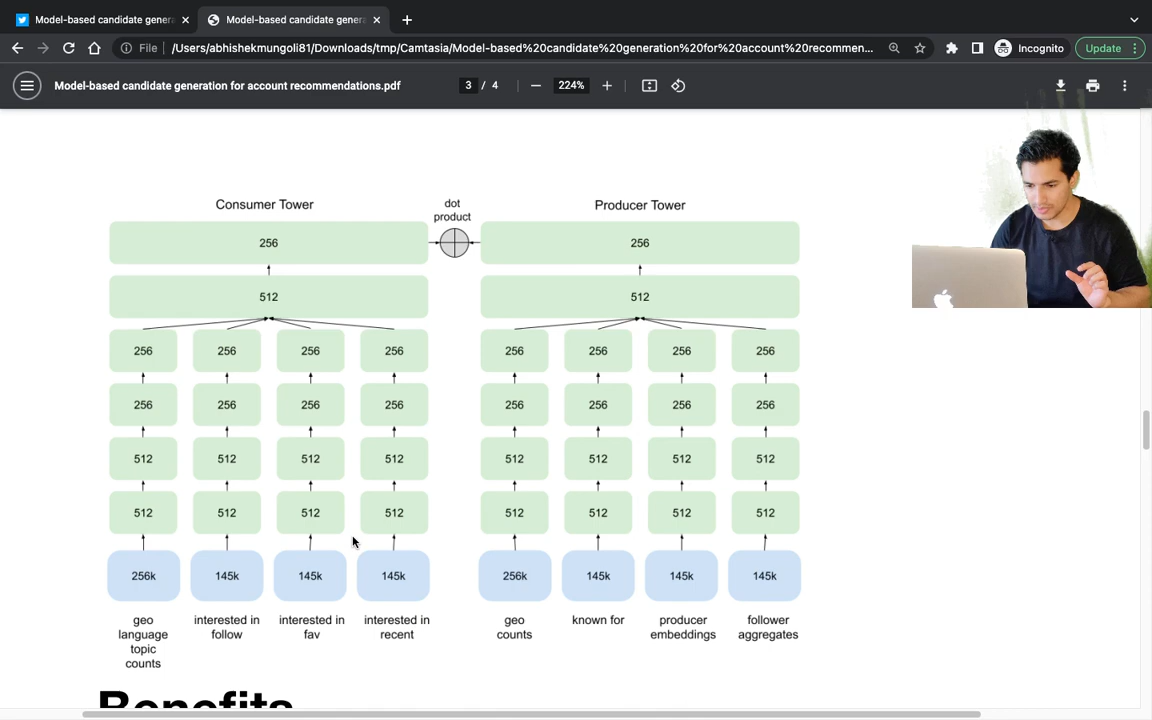 Model-based candidate genera
Model-based candidate genera
File
/Users/abhishekmungoli81/Downloads/tmp/Camtasia/Model-based%20candidate%20generation%20for%20account%20recommen...
Incognito
Update
Model-based candidate generation for account recommendations.pdf
3 / 4
224%
Consumer Tower
dot
product
Producer Tower
256
256
512
512
256 256 256 256 256 256 256 256
256 256 256 256 256 256 256 256
512 512 512 512 512 512 512 512
512 512 512 512 512 512 512 512
256k 145k 145k 145k 256k 145k 145k 145k
geo
language
topic
counts
interested in
follow
interested in
fav
interested in
recent
geo
counts
known for
producer
embeddings
follower
aggregates
Benefits